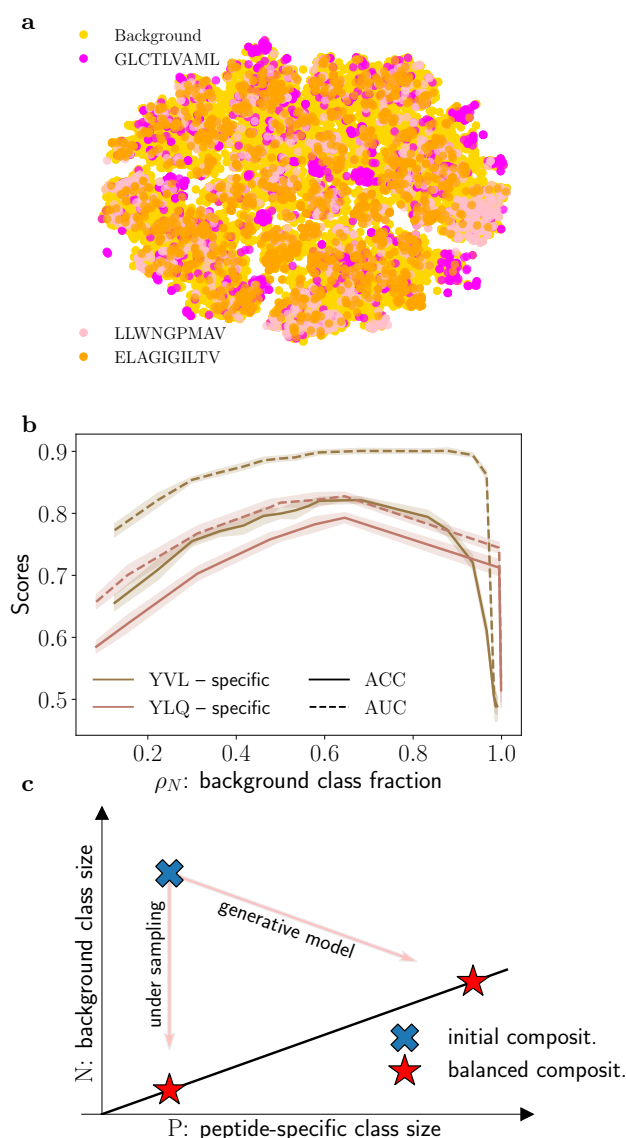 a
Background
GLCTLVAML
LLWNGPMAV
ELAGIGILTV
b
0.9
0.8
0.7
0.6
0.5
Scores
YVL – specific
YLQ – specific
ACC
AUC
0.2 0.4 0.6 0.8 1.0
ρN: background class fraction
c
N: background class size
under sampling
generative model
initial composit.
balanced composit.
P: peptide-specific class size